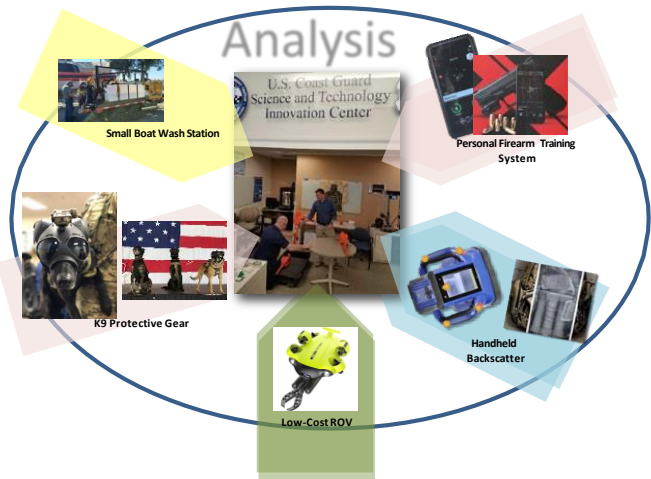 Analysis
U.S. Coast Guard
Science and Technology
Innovation Center
Small Boat Wash Station
Personal Firearm Training
System
K9 Protective Gear
Handheld
Backscatter
Low-Cost ROV